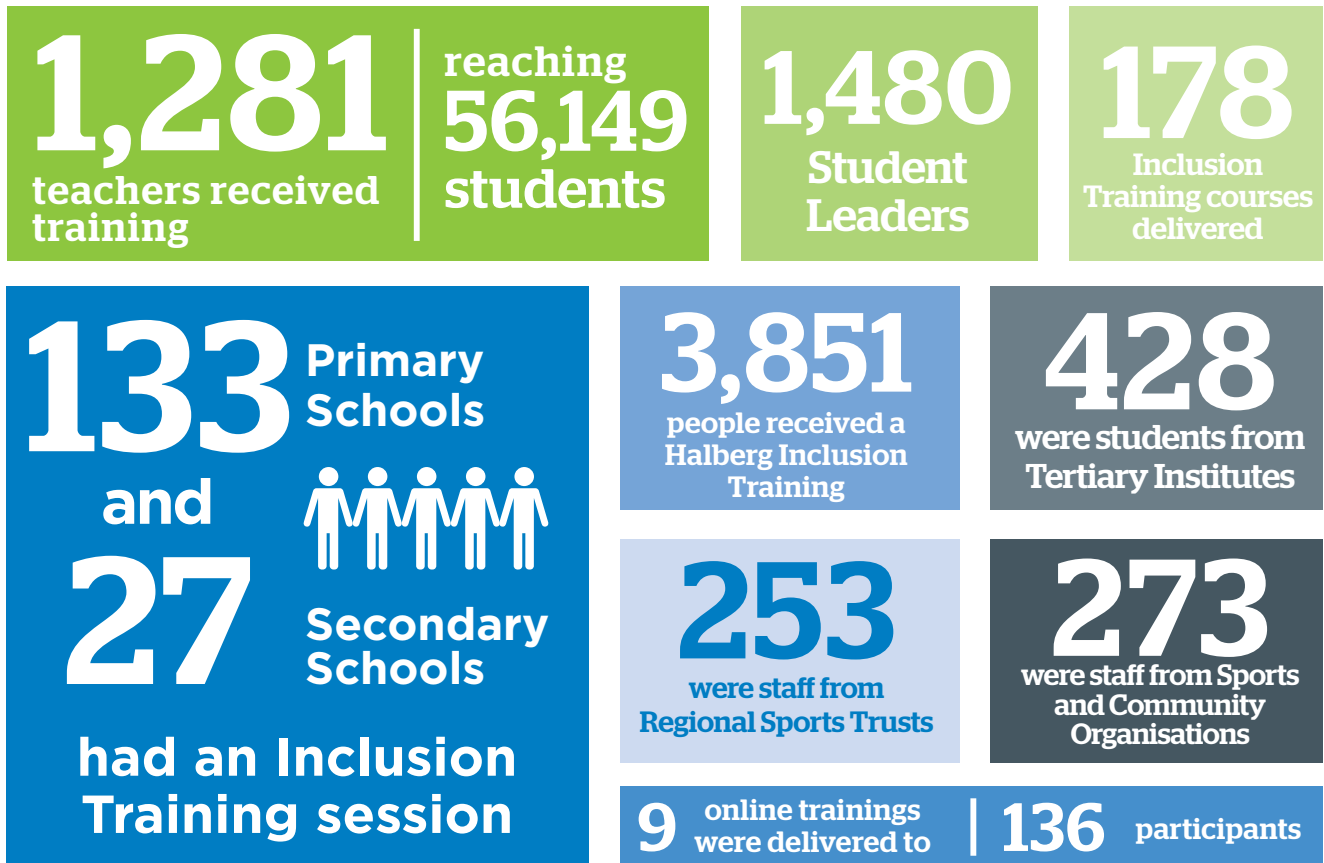 1,281
teachers received
training
reaching
56,149
students
1,480
Student
Leaders
178
Inclusion
Training courses
delivered
133
Primary
Schools
and
27
Secondary
Schools
had an Inclusion
Training session
3,851
people received a
Halberg Inclusion
Training
428
were students from
Tertiary Institutes
253
were staff from
Regional Sports Trusts
273
were staff from Sports
and Community
Organisations
9
online trainings
were delivered to
136
participants